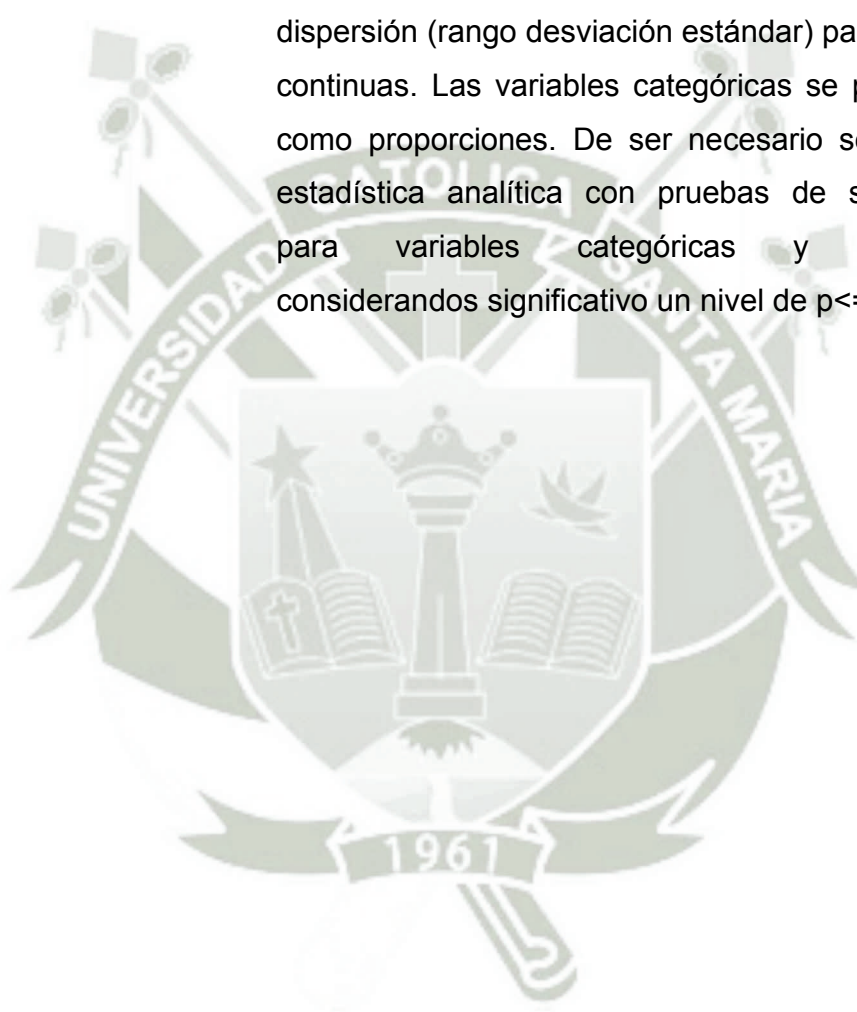 dispersión (rango desviación estándar) pa
continuas. Las variables categóricas se p
como proporciones. De ser necesario s
estadística analítica con pruebas de s
para variables categóricas y
considerandos significativo un nivel de p<=
UNIVERSIDAD CATOLICA SANTA MARIA
1961